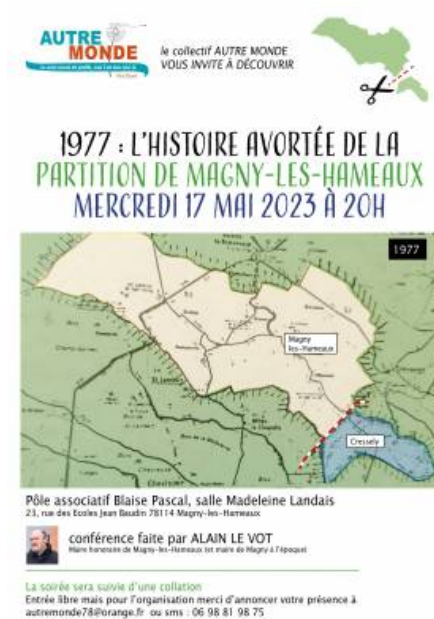 AUTRE
MONDE
le collectif AUTRE MONDE
VOUS INVITE À DÉCOUVRIR
1977 : L'HISTOIRE AVORTÉE DE LA
PARTITION DE MAGNY-LES-HAMEAUX
MERCREDI 17 MAI 2023 À 20H
1977
Magny
les-Hameaux
Cressely
Pôle associatif Blaise Pascal, salle Madeleine Landais
23, rue des Ecoles Jean Baudin 78114 Magny-les-Hameaux
conférence faite par ALAIN LE VOT
Maire honoraire de Magny-les-Hameaux (et maire de Magny à l'époque)
La soirée sera suivie d'une collation
Entrée libre mais pour l'organisation merci d'annoncer votre présence à
autremonde78@orange.fr ou sms : 06 98 81 98 75